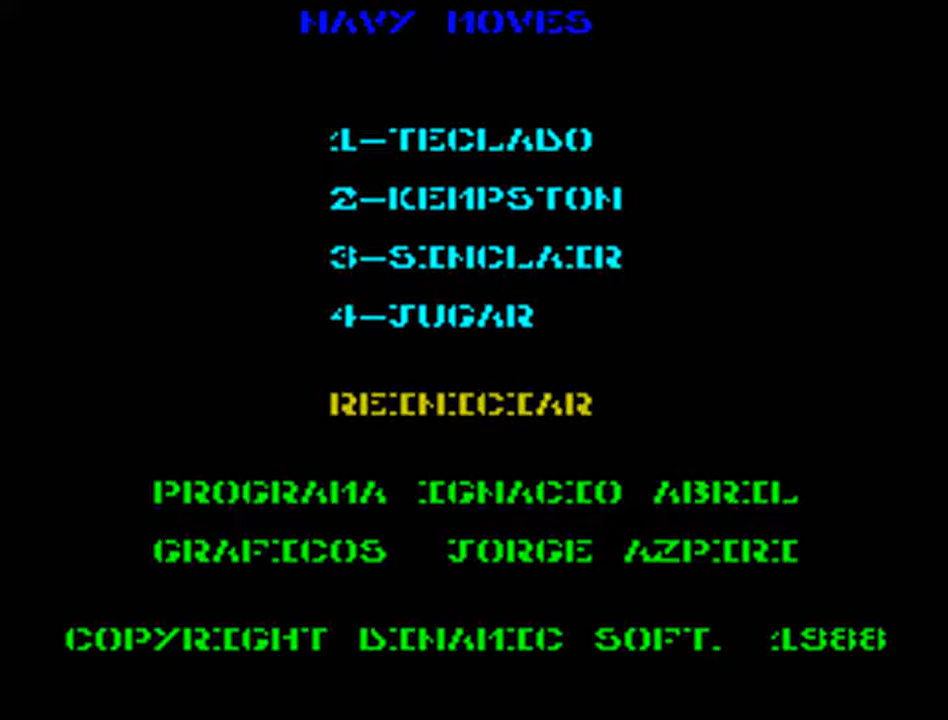 NAVY MOVES
1-TECLADO
2-KEMPSTON
3-SINCLAIR
4-JUGAR
REINICIAR
PROGRAMA IGNACIO ABRIL
GRAFICOS JORGE AZPIRI
COPYRIGHT DINAMIC SOFT. 1988